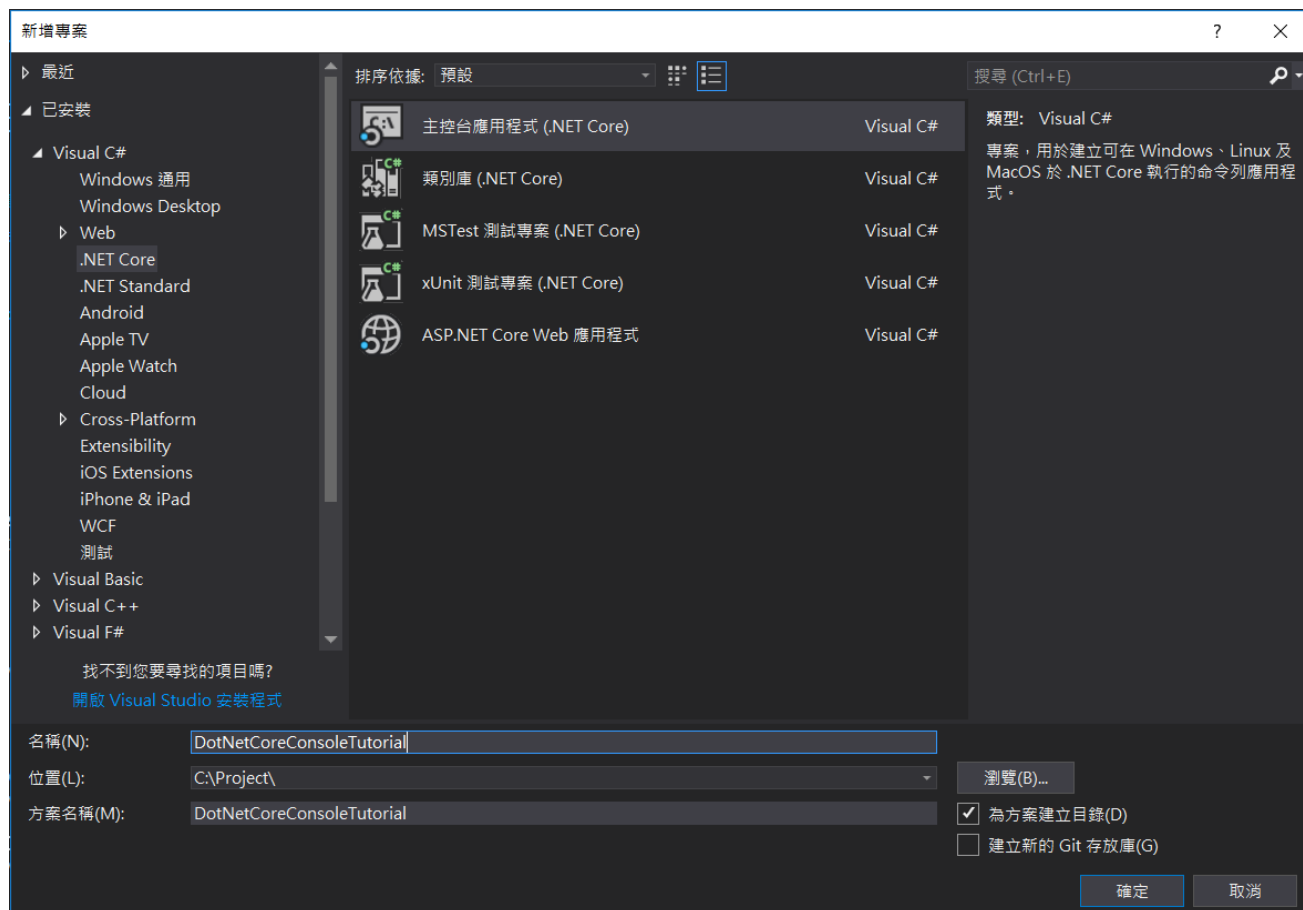 新增專案
?
最近
已安裝
Visual C#
Windows 通用
Windows Desktop
Web
.NET Core
.NET Standard
Android
Apple TV
Apple Watch
Cloud
Cross-Platform
Extensibility
iOS Extensions
iPhone & iPad
WCF
測試
Visual Basic
Visual C++
Visual F#
找不到您要尋找的項目嗎?
開啟 Visual Studio 安裝程式
排序依據: 預設
主控台應用程式 (.NET Core) Visual C#
類別庫 (.NET Core) Visual C#
MSTest 測試專案 (.NET Core) Visual C#
xUnit 測試專案 (.NET Core) Visual C#
ASP.NET Core Web 應用程式 Visual C#
搜尋 (Ctrl+E)
類型: Visual C#
專案，用於建立可在 Windows、Linux 及
MacOS 於 .NET Core 執行的命令列應用程
式。
名稱(N): DotNetCoreConsoleTutorial
位置(L): C:\Project\
瀏覽(B)...
方案名稱(M): DotNetCoreConsoleTutorial
為方案建立目錄(D)
建立新的 Git 存放庫(G)
確定 取消